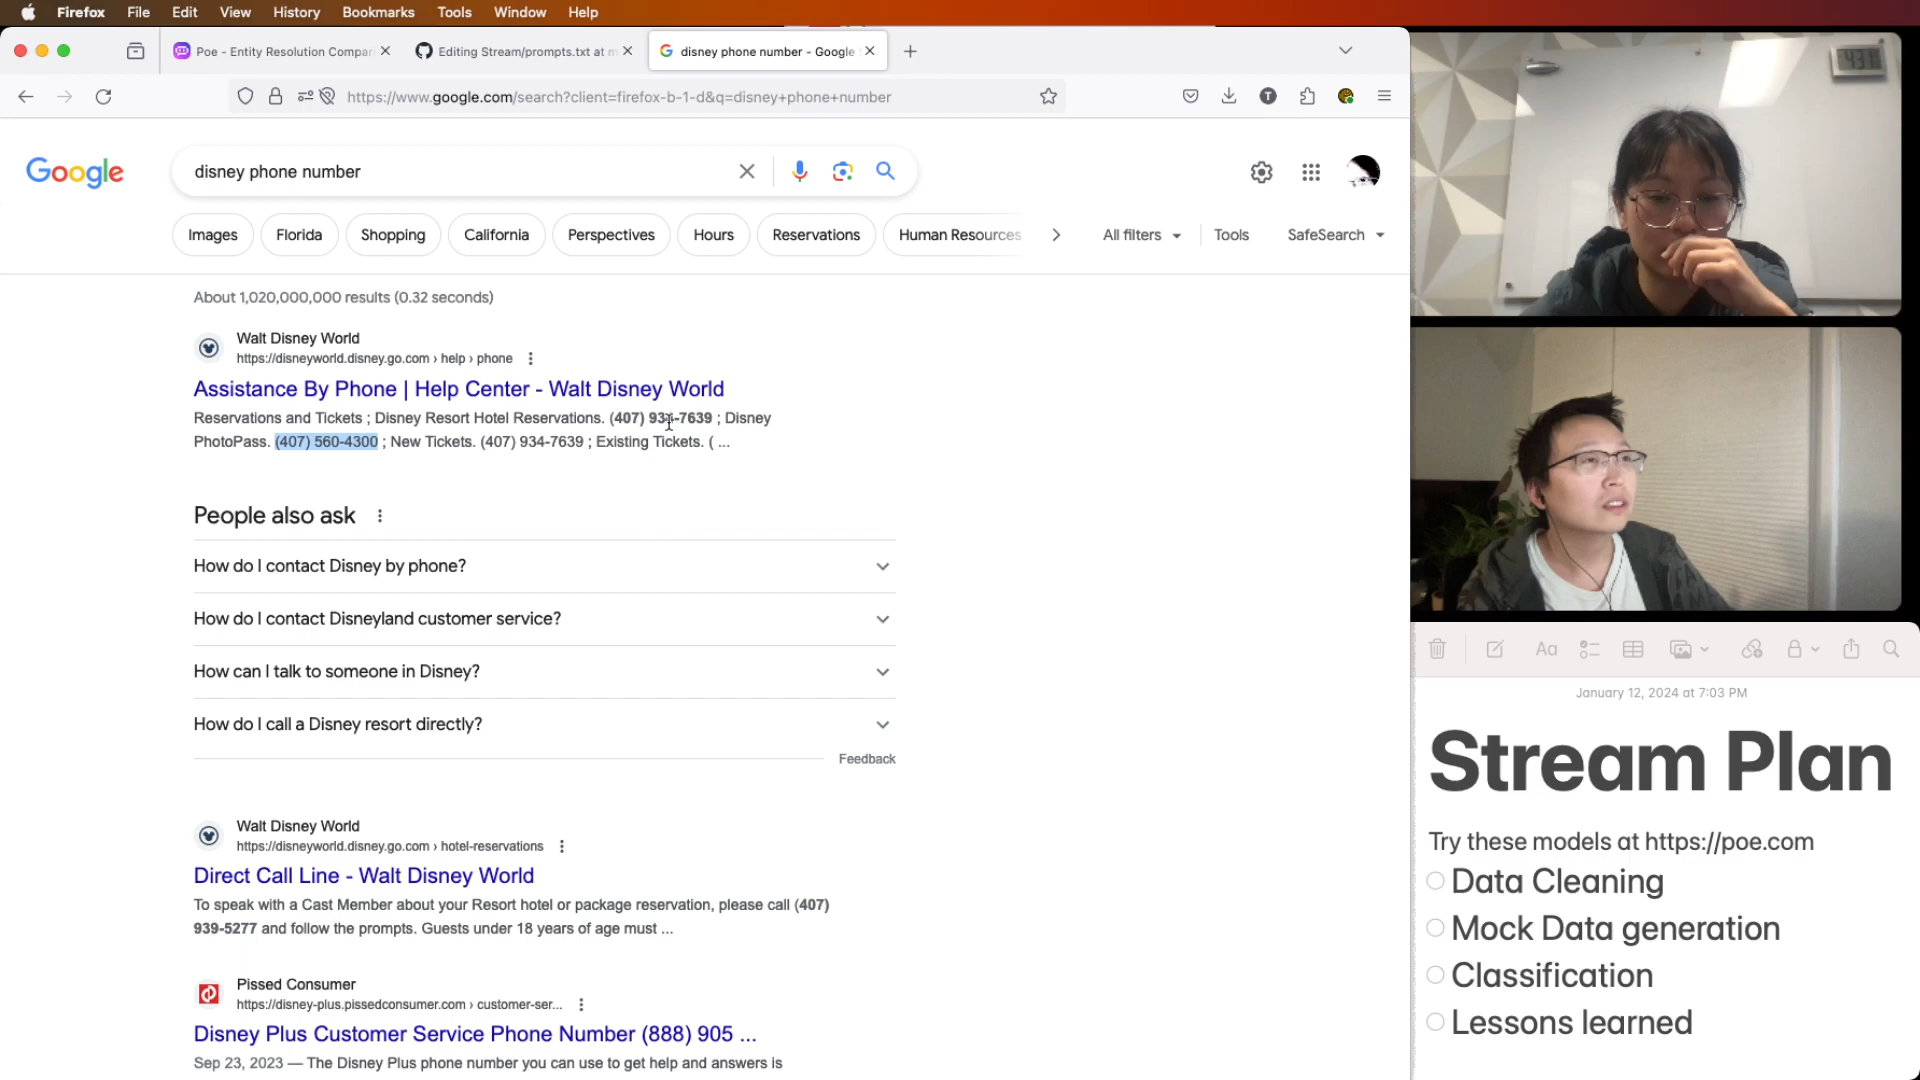 Firefox File Edit View History Bookmarks Tools Window Help
Poe - Entity Resolution Compari
Editing Stream/prompts.txt at m
disney phone number - Google
https://www.google.com/search?client=firefox-b-1-d&q=disney+phone+number
T
Google
disney phone number
Images
Florida
Shopping
California
Perspectives
Hours
Reservations
Human Resources
All filters
Tools
SafeSearch
About 1,020,000,000 results (0.32 seconds)
Walt Disney World
https://disneyworld.disney.go.com › help › phone
Assistance By Phone | Help Center - Walt Disney World
Reservations and Tickets ; Disney Resort Hotel Reservations. (407) 934-7639 ; Disney
PhotoPass. (407) 560-4300 ; New Tickets. (407) 934-7639 ; Existing Tickets. ( ...
People also ask
How do I contact Disney by phone?
How do I contact Disneyland customer service?
How can I talk to someone in Disney?
How do I call a Disney resort directly?
Feedback
Walt Disney World
https://disneyworld.disney.go.com › hotel-reservations
Direct Call Line - Walt Disney World
To speak with a Cast Member about your Resort hotel or package reservation, please call (407)
939-5277 and follow the prompts. Guests under 18 years of age must ...
Pissed Consumer
https://disney-plus.pissedconsumer.com › customer-ser...
Disney Plus Customer Service Phone Number (888) 905 ...
Sep 23, 2023 — The Disney Plus phone number you can use to get help and answers is
Aa
January 12, 2024 at 7:03 PM
Stream Plan
Try these models at https://poe.com
Data Cleaning
Mock Data generation
Classification
Lessons learned